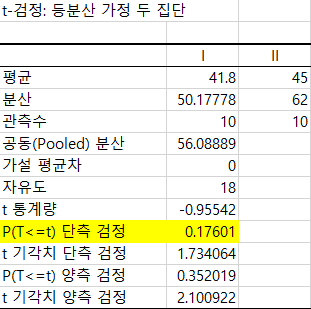 t-검정: 등분산 가정 두 집단
I II
평균 41.8 45
분산 50.17778 62
관측수 10 10
공동(Pooled) 분산 56.08889
가설 평균차 0
자유도 18
t 통계량 -0.95542
P(T<=t) 단측 검정 0.17601
t 기각치 단측 검정 1.734064
P(T<=t) 양측 검정 0.352019
t 기각치 양측 검정 2.100922